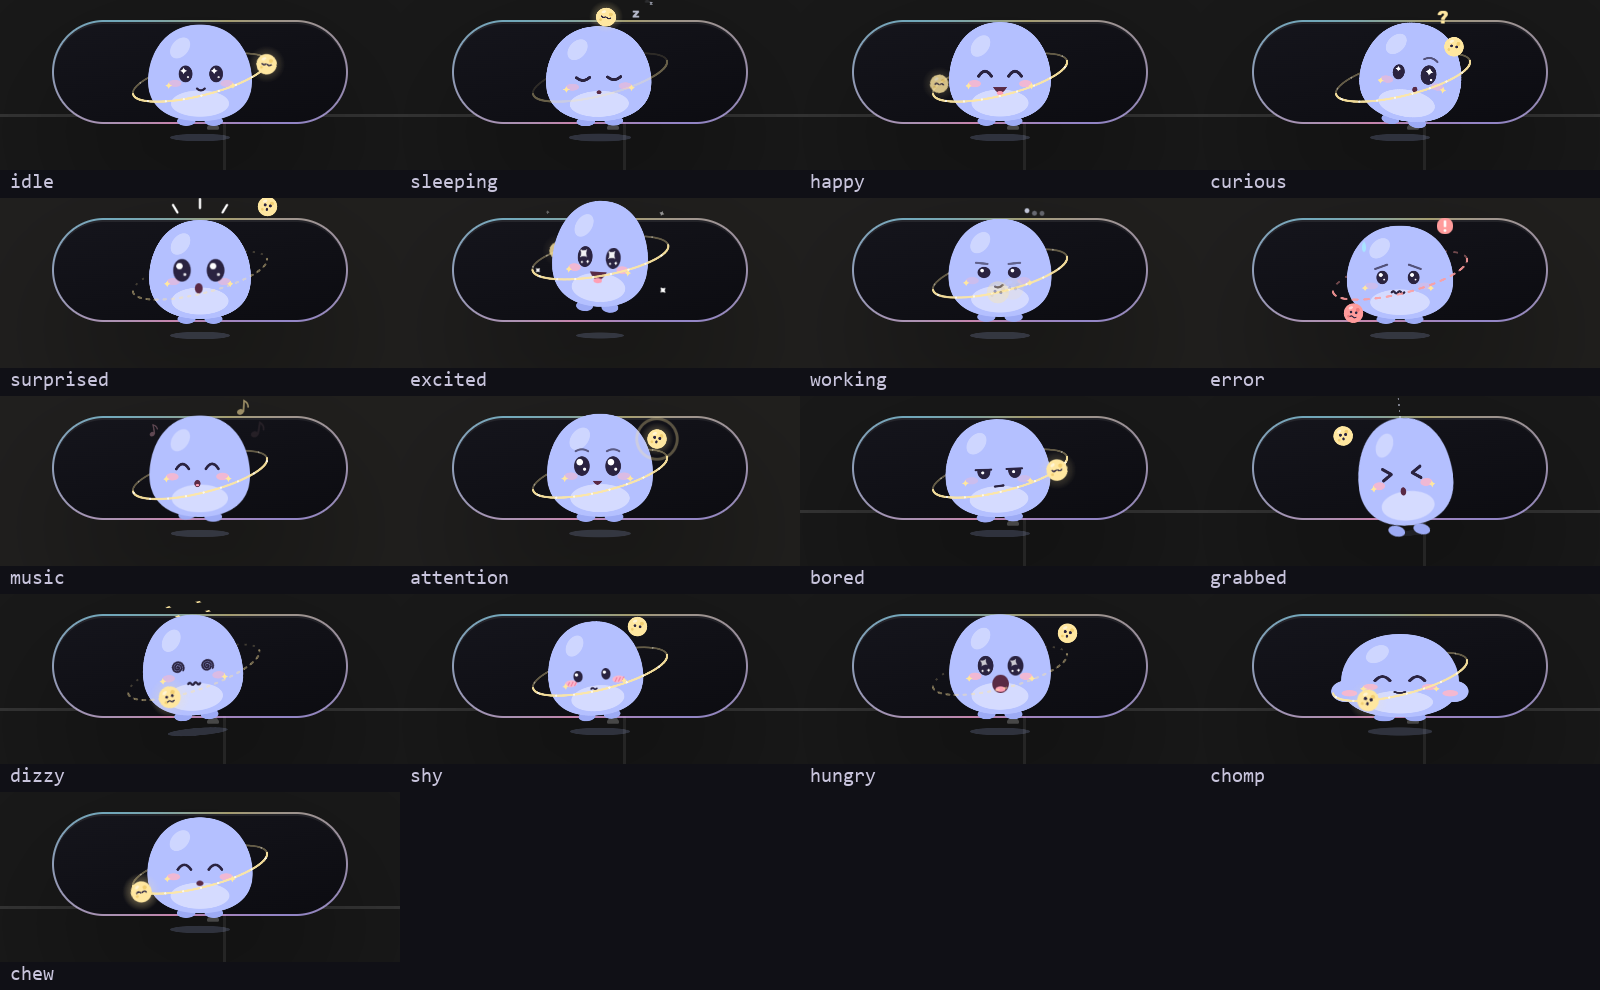 z
?
idle
sleeping
happy
curious
!
surprised
excited
working
error
music
attention
bored
grabbed
dizzy
shy
hungry
chomp
chew